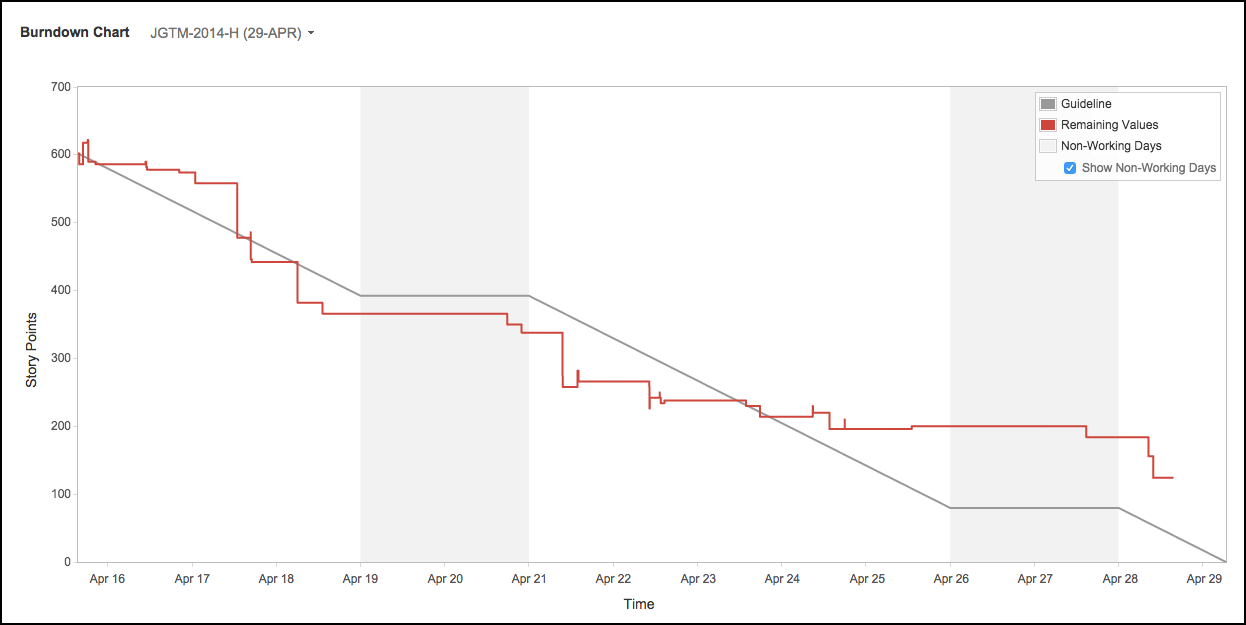 Burndown Chart JGTM-2014-H (29-APR)
700
600
500
400
300
200
100
0
Story Points
Guideline
Remaining Values
Non-Working Days
Show Non-Working Days
Apr 16 Apr 17 Apr 18 Apr 19 Apr 20 Apr 21 Apr 22 Apr 23 Apr 24 Apr 25 Apr 26 Apr 27 Apr 28 Apr 29
Time